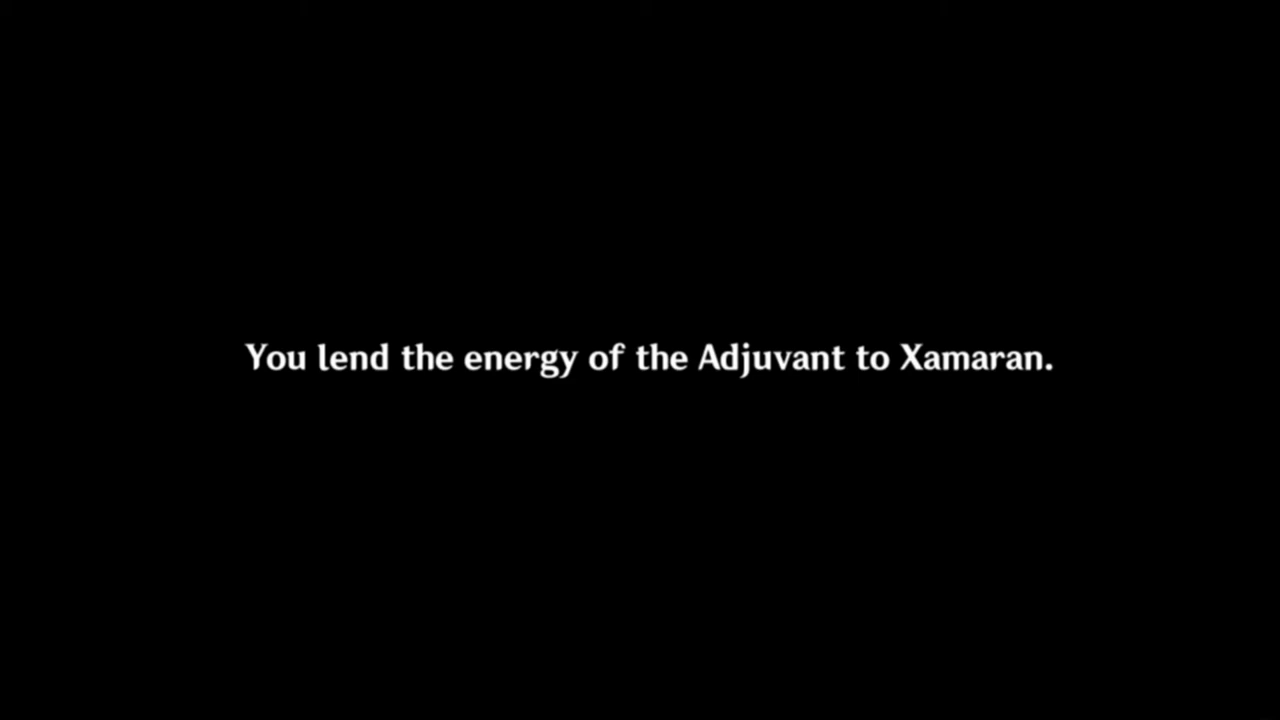 You lend the energy of the Adjuvant to Xamaran.